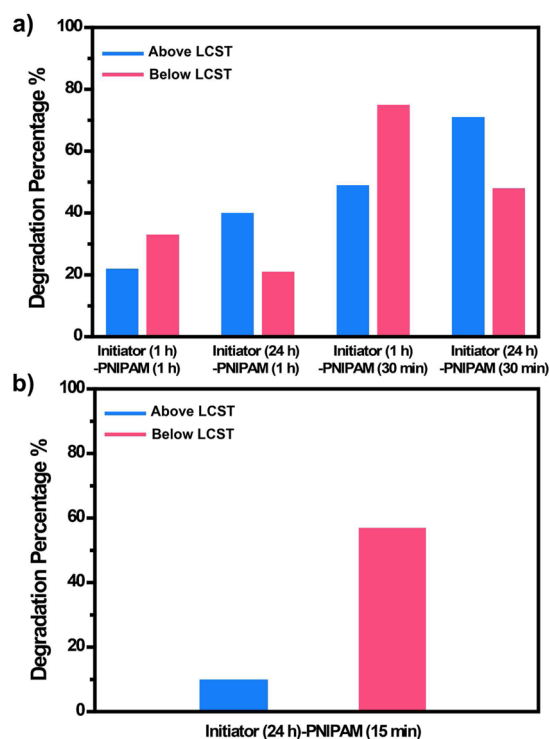 a)
100
80
60
40
20
0
Degradation Percentage %
Above LCST
Below LCST
Initiator (1 h)
-PNIPAM (1 h)
Initiator (24 h)
-PNIPAM (1 h)
Initiator (1 h)
-PNIPAM (30 min)
Initiator (24 h)
-PNIPAM (30 min)
b)
100
80
60
40
20
0
Degradation Percentage %
Above LCST
Below LCST
Initiator (24 h)-PNIPAM (15 min)